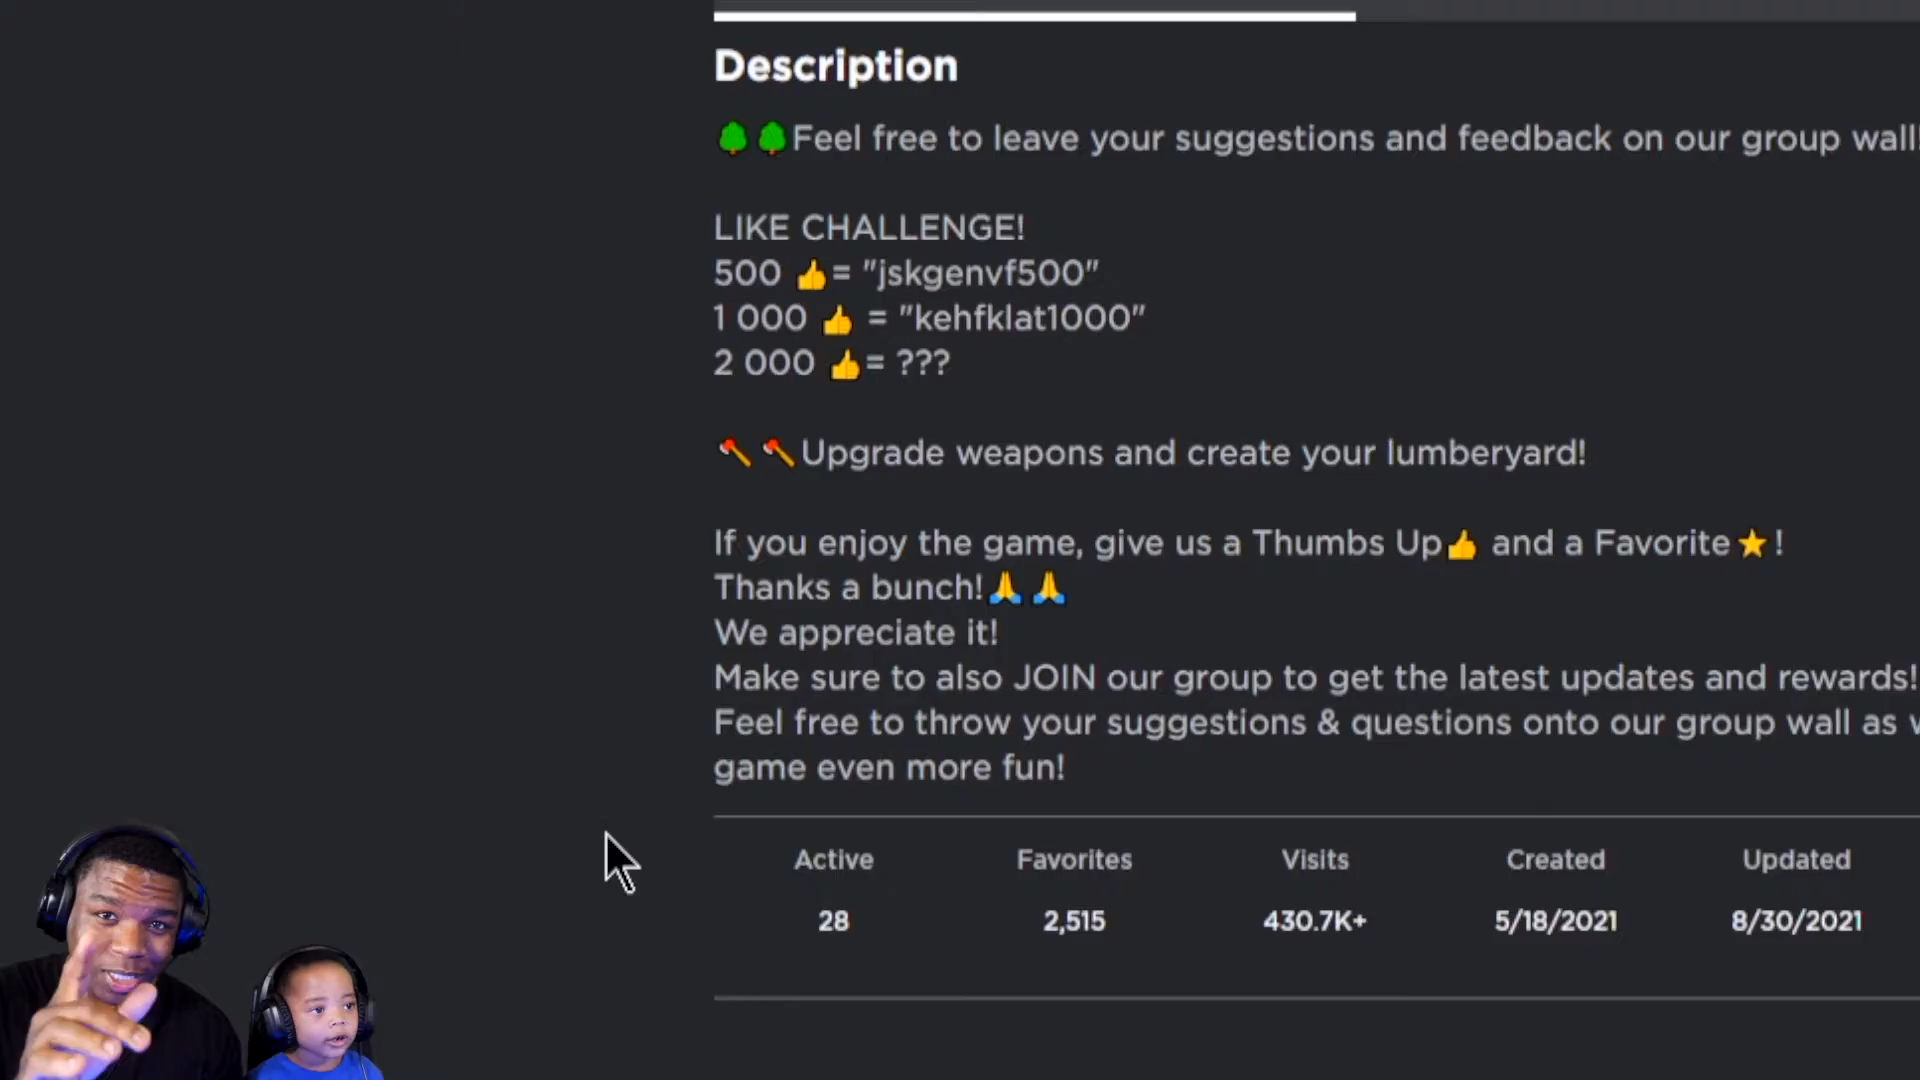 Description
🌳🌳Feel free to leave your suggestions and feedback on our group wall!
LIKE CHALLENGE!
500 👍= "jskgenvf500"
1 000 👍 = "kehfklat1000"
2 000 👍= ???
🪓🪓Upgrade weapons and create your lumberyard!
If you enjoy the game, give us a Thumbs Up👍 and a Favorite⭐!
Thanks a bunch!🙏🙏
We appreciate it!
Make sure to also JOIN our group to get the latest updates and rewards!
Feel free to throw your suggestions & questions onto our group wall as
game even more fun!
Active Favorites Visits Created Updated
28 2,515 430.7K+ 5/18/2021 8/30/2021